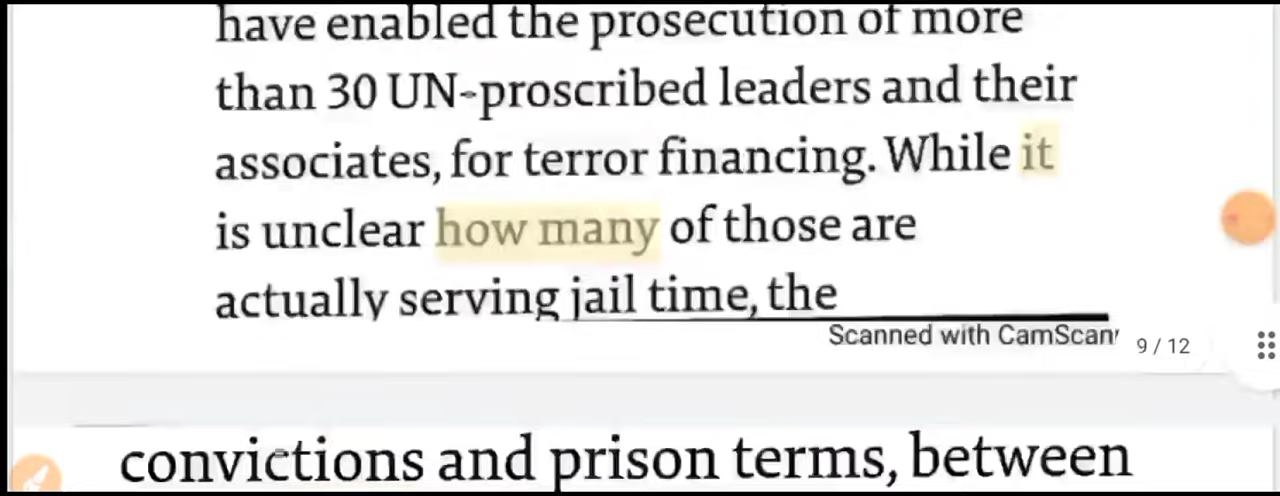 have enabled the prosecution of more
than 30 UN-proscribed leaders and their
associates, for terror financing. While it
is unclear how many of those are
actually serving jail time, the
Scanned with CamScan
9 / 12
convictions and prison terms, between